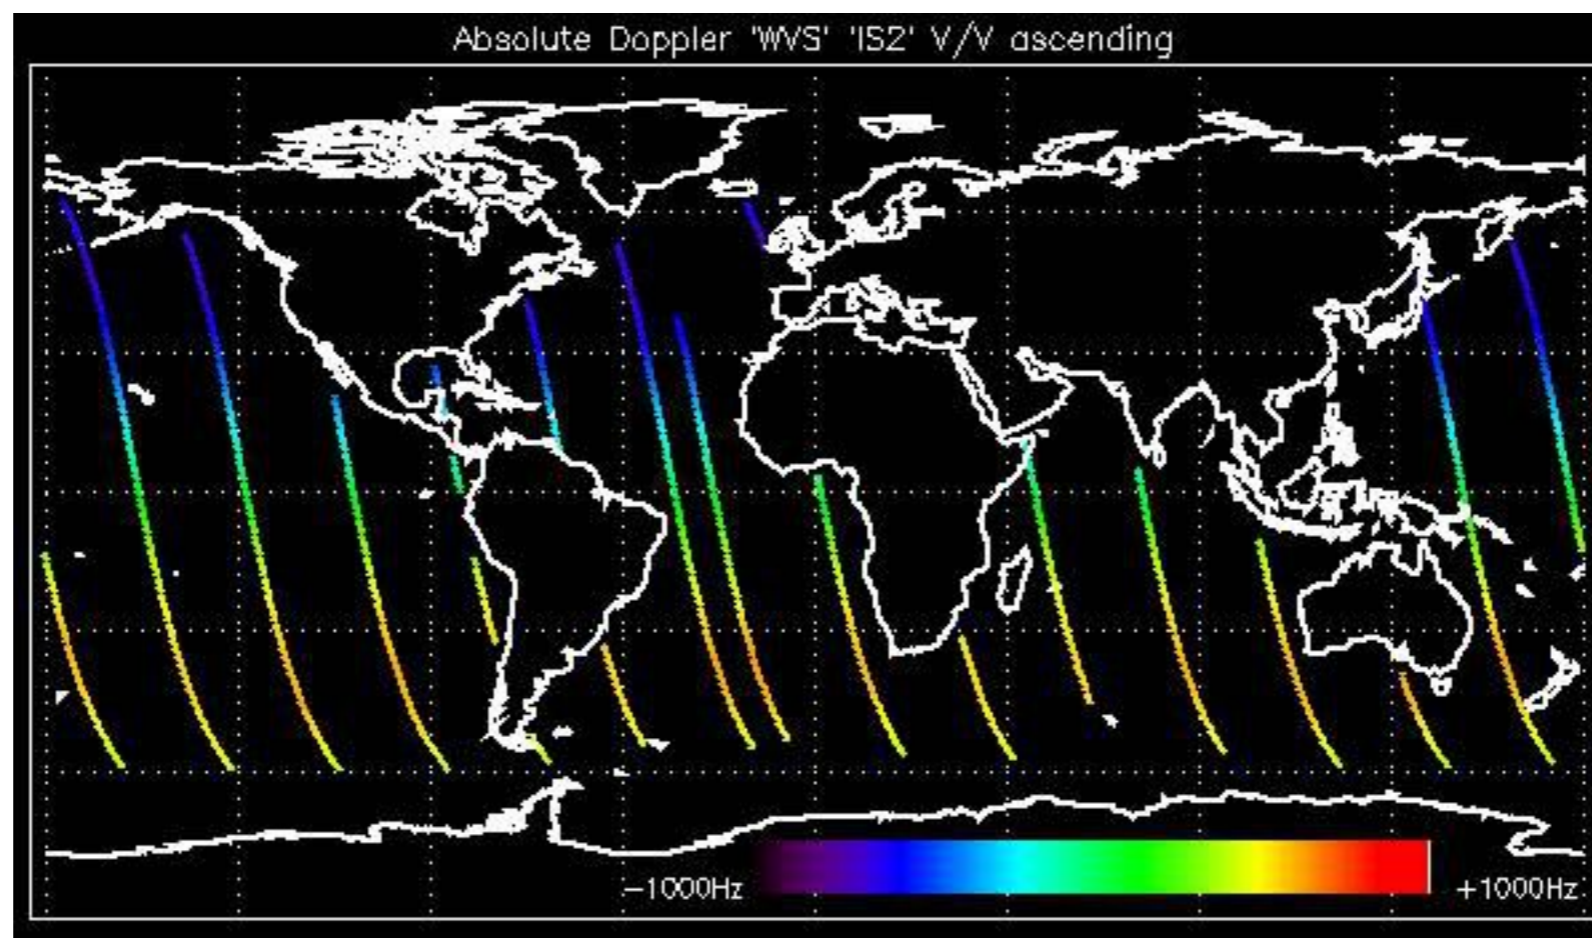 Absolute Doppler 'WVS' 'IS2' V/V ascending
-1000Hz
+1000Hz